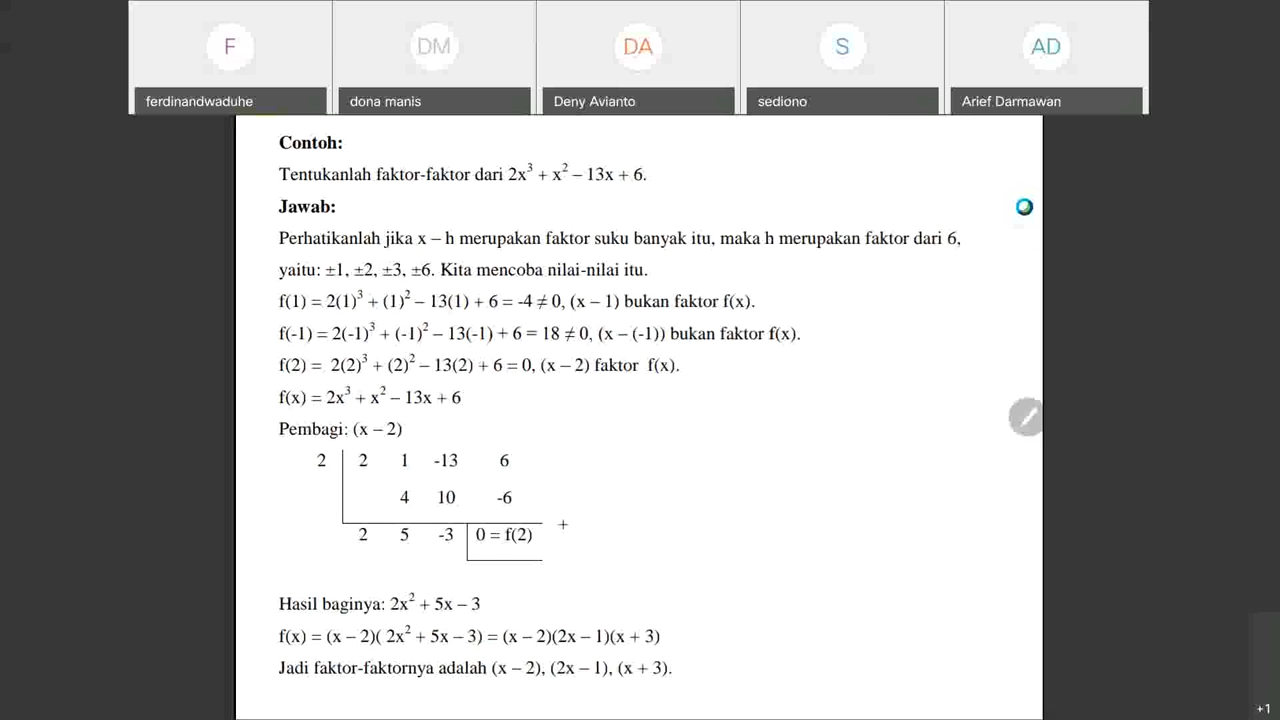 F
DM
DA
S
AD
ferdinandwaduhe
dona manis
Deny Avianto
sediono
Arief Darmawan
Contoh:
Tentukanlah faktor-faktor dari 2x³ + x² – 13x + 6.
Jawab:
Perhatikanlah jika x – h merupakan faktor suku banyak itu, maka h merupakan faktor dari 6,
yaitu: ±1, ±2, ±3, ±6. Kita mencoba nilai-nilai itu.
f(1) = 2(1)³ + (1)² – 13(1) + 6 = -4 ≠ 0, (x – 1) bukan faktor f(x).
f(-1) = 2(-1)³ + (-1)² – 13(-1) + 6 = 18 ≠ 0, (x – (-1)) bukan faktor f(x).
f(2) = 2(2)³ + (2)² – 13(2) + 6 = 0, (x – 2) faktor f(x).
f(x) = 2x³ + x² – 13x + 6
Pembagi: (x – 2)
2 2 1 -13 6
4 10 -6
+
2 5 -3 0 = f(2)
Hasil baginya: 2x² + 5x – 3
f(x) = (x – 2)( 2x² + 5x – 3) = (x – 2)(2x – 1)(x + 3)
Jadi faktor-faktornya adalah (x – 2), (2x – 1), (x + 3).
+1